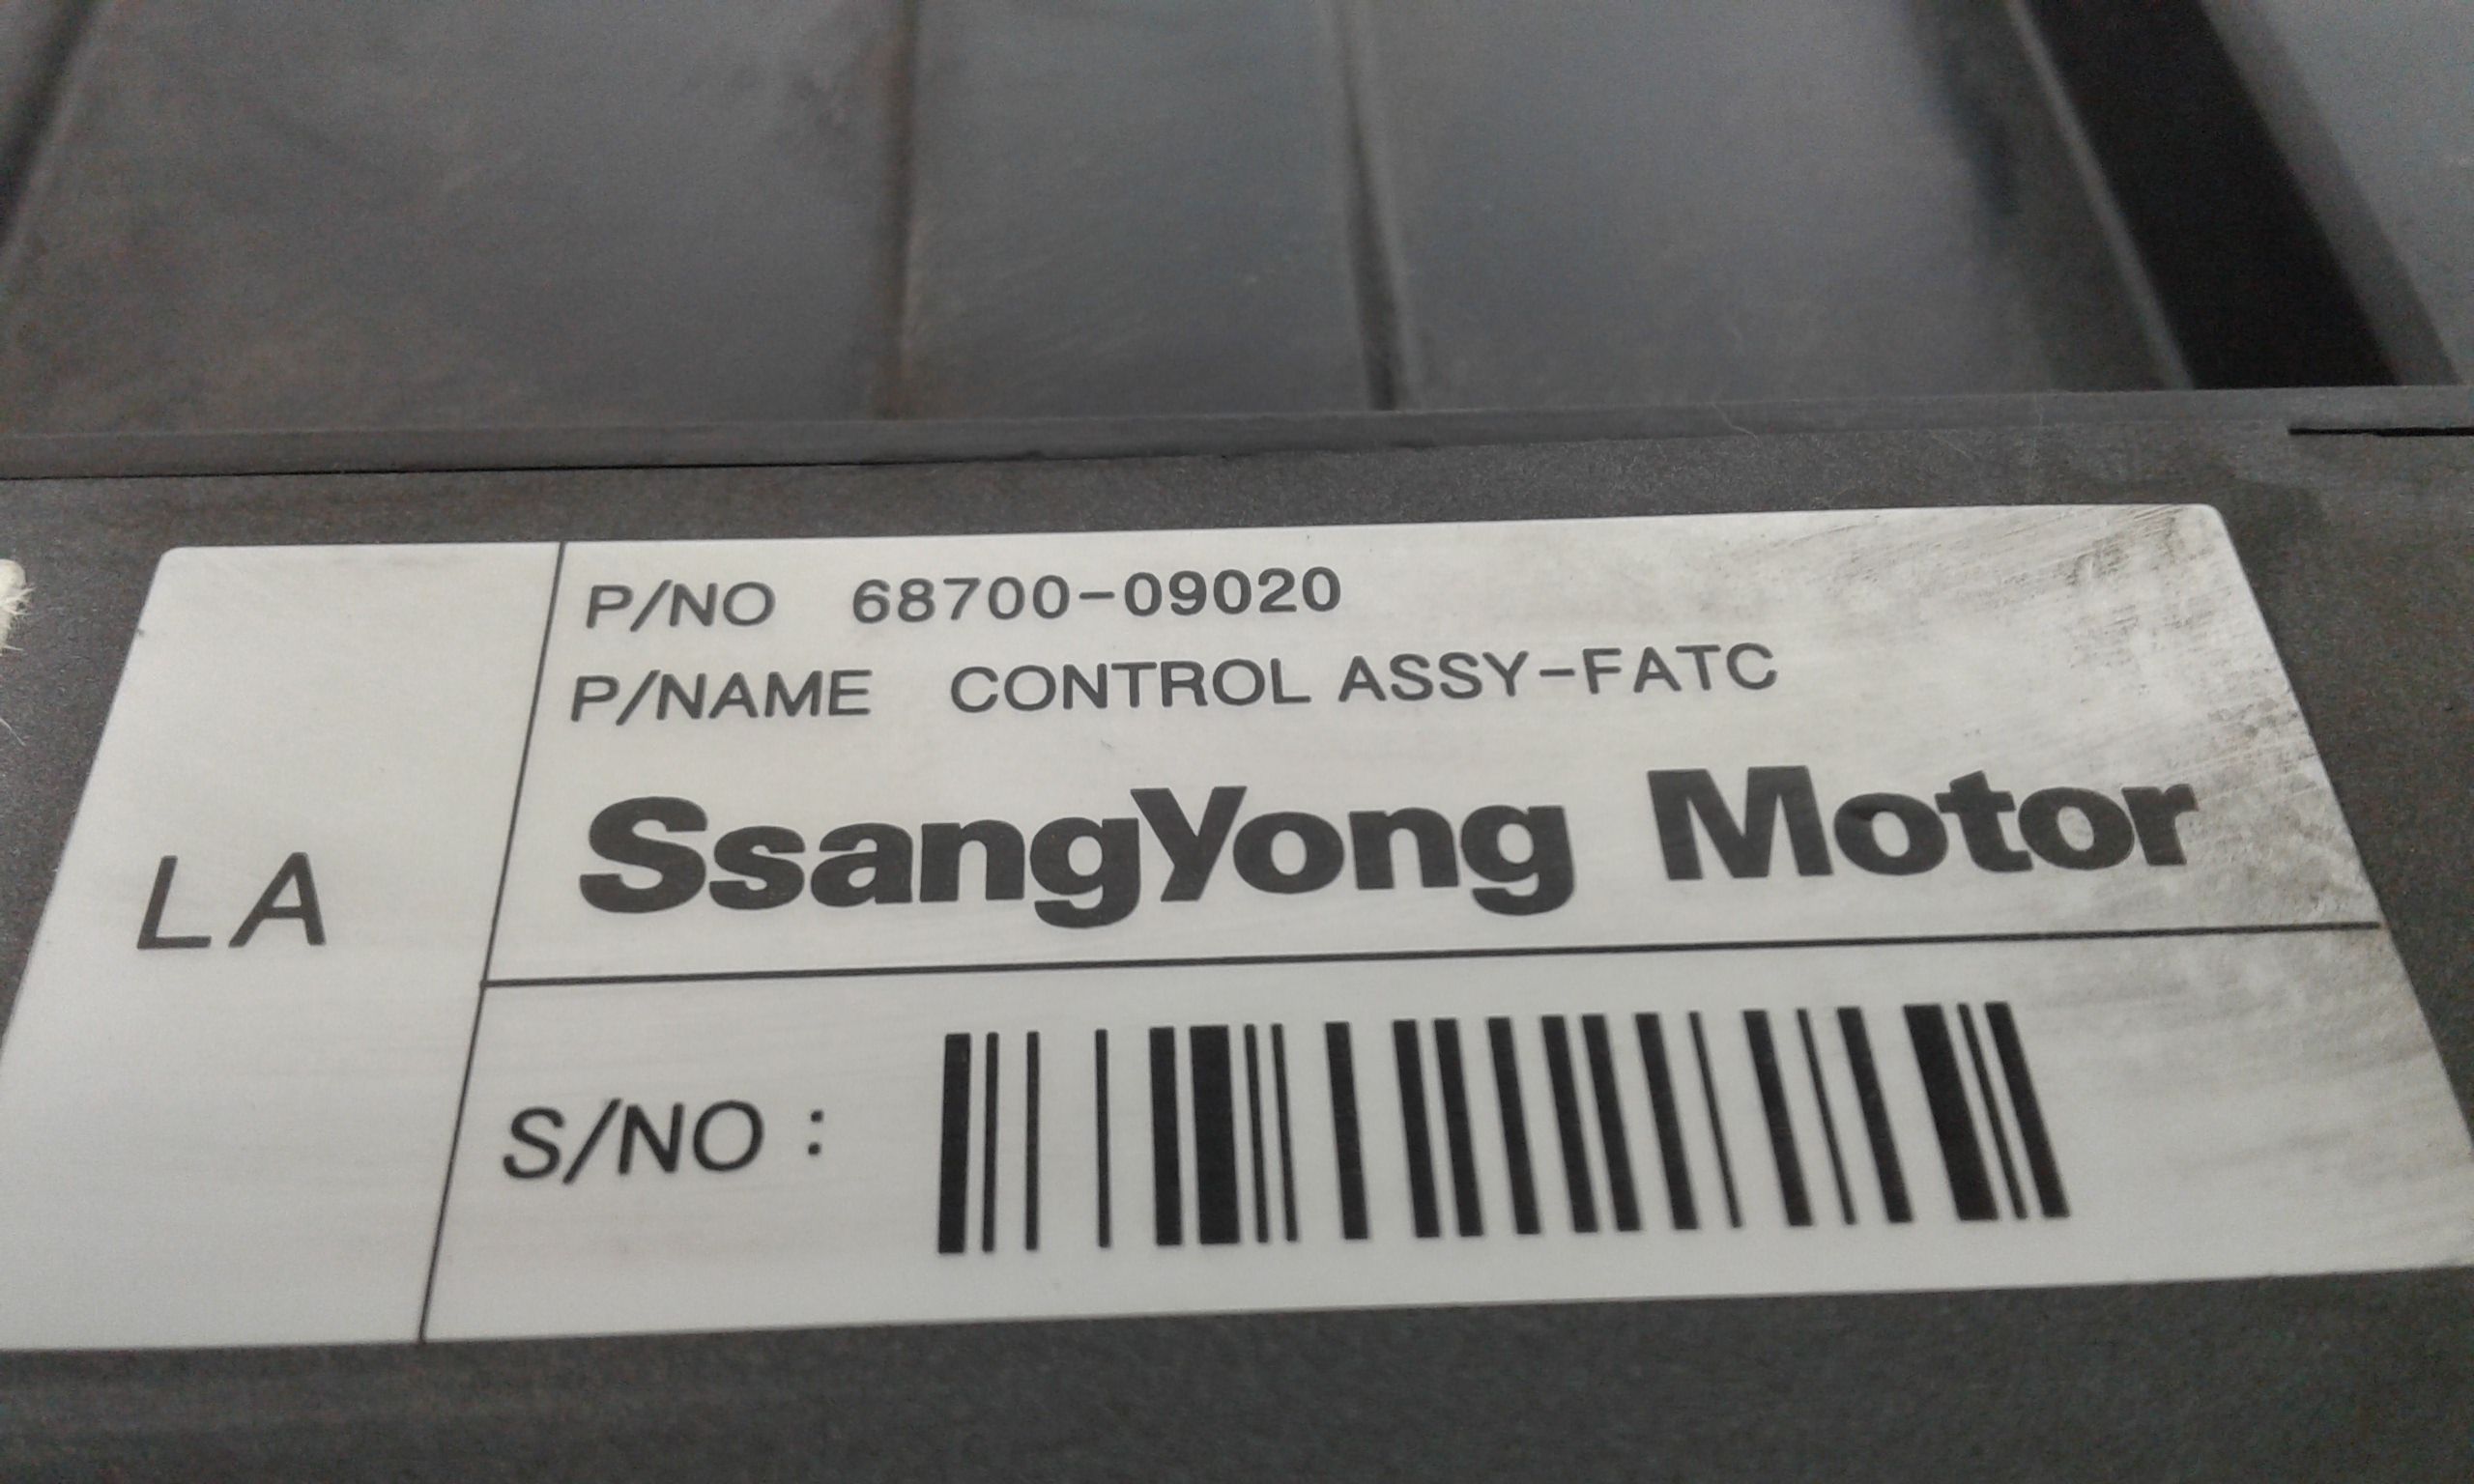 P/NO 68700-09020
P/NAME CONTROL ASSY-FATC
SsangYong Motor
LA
S/NO :